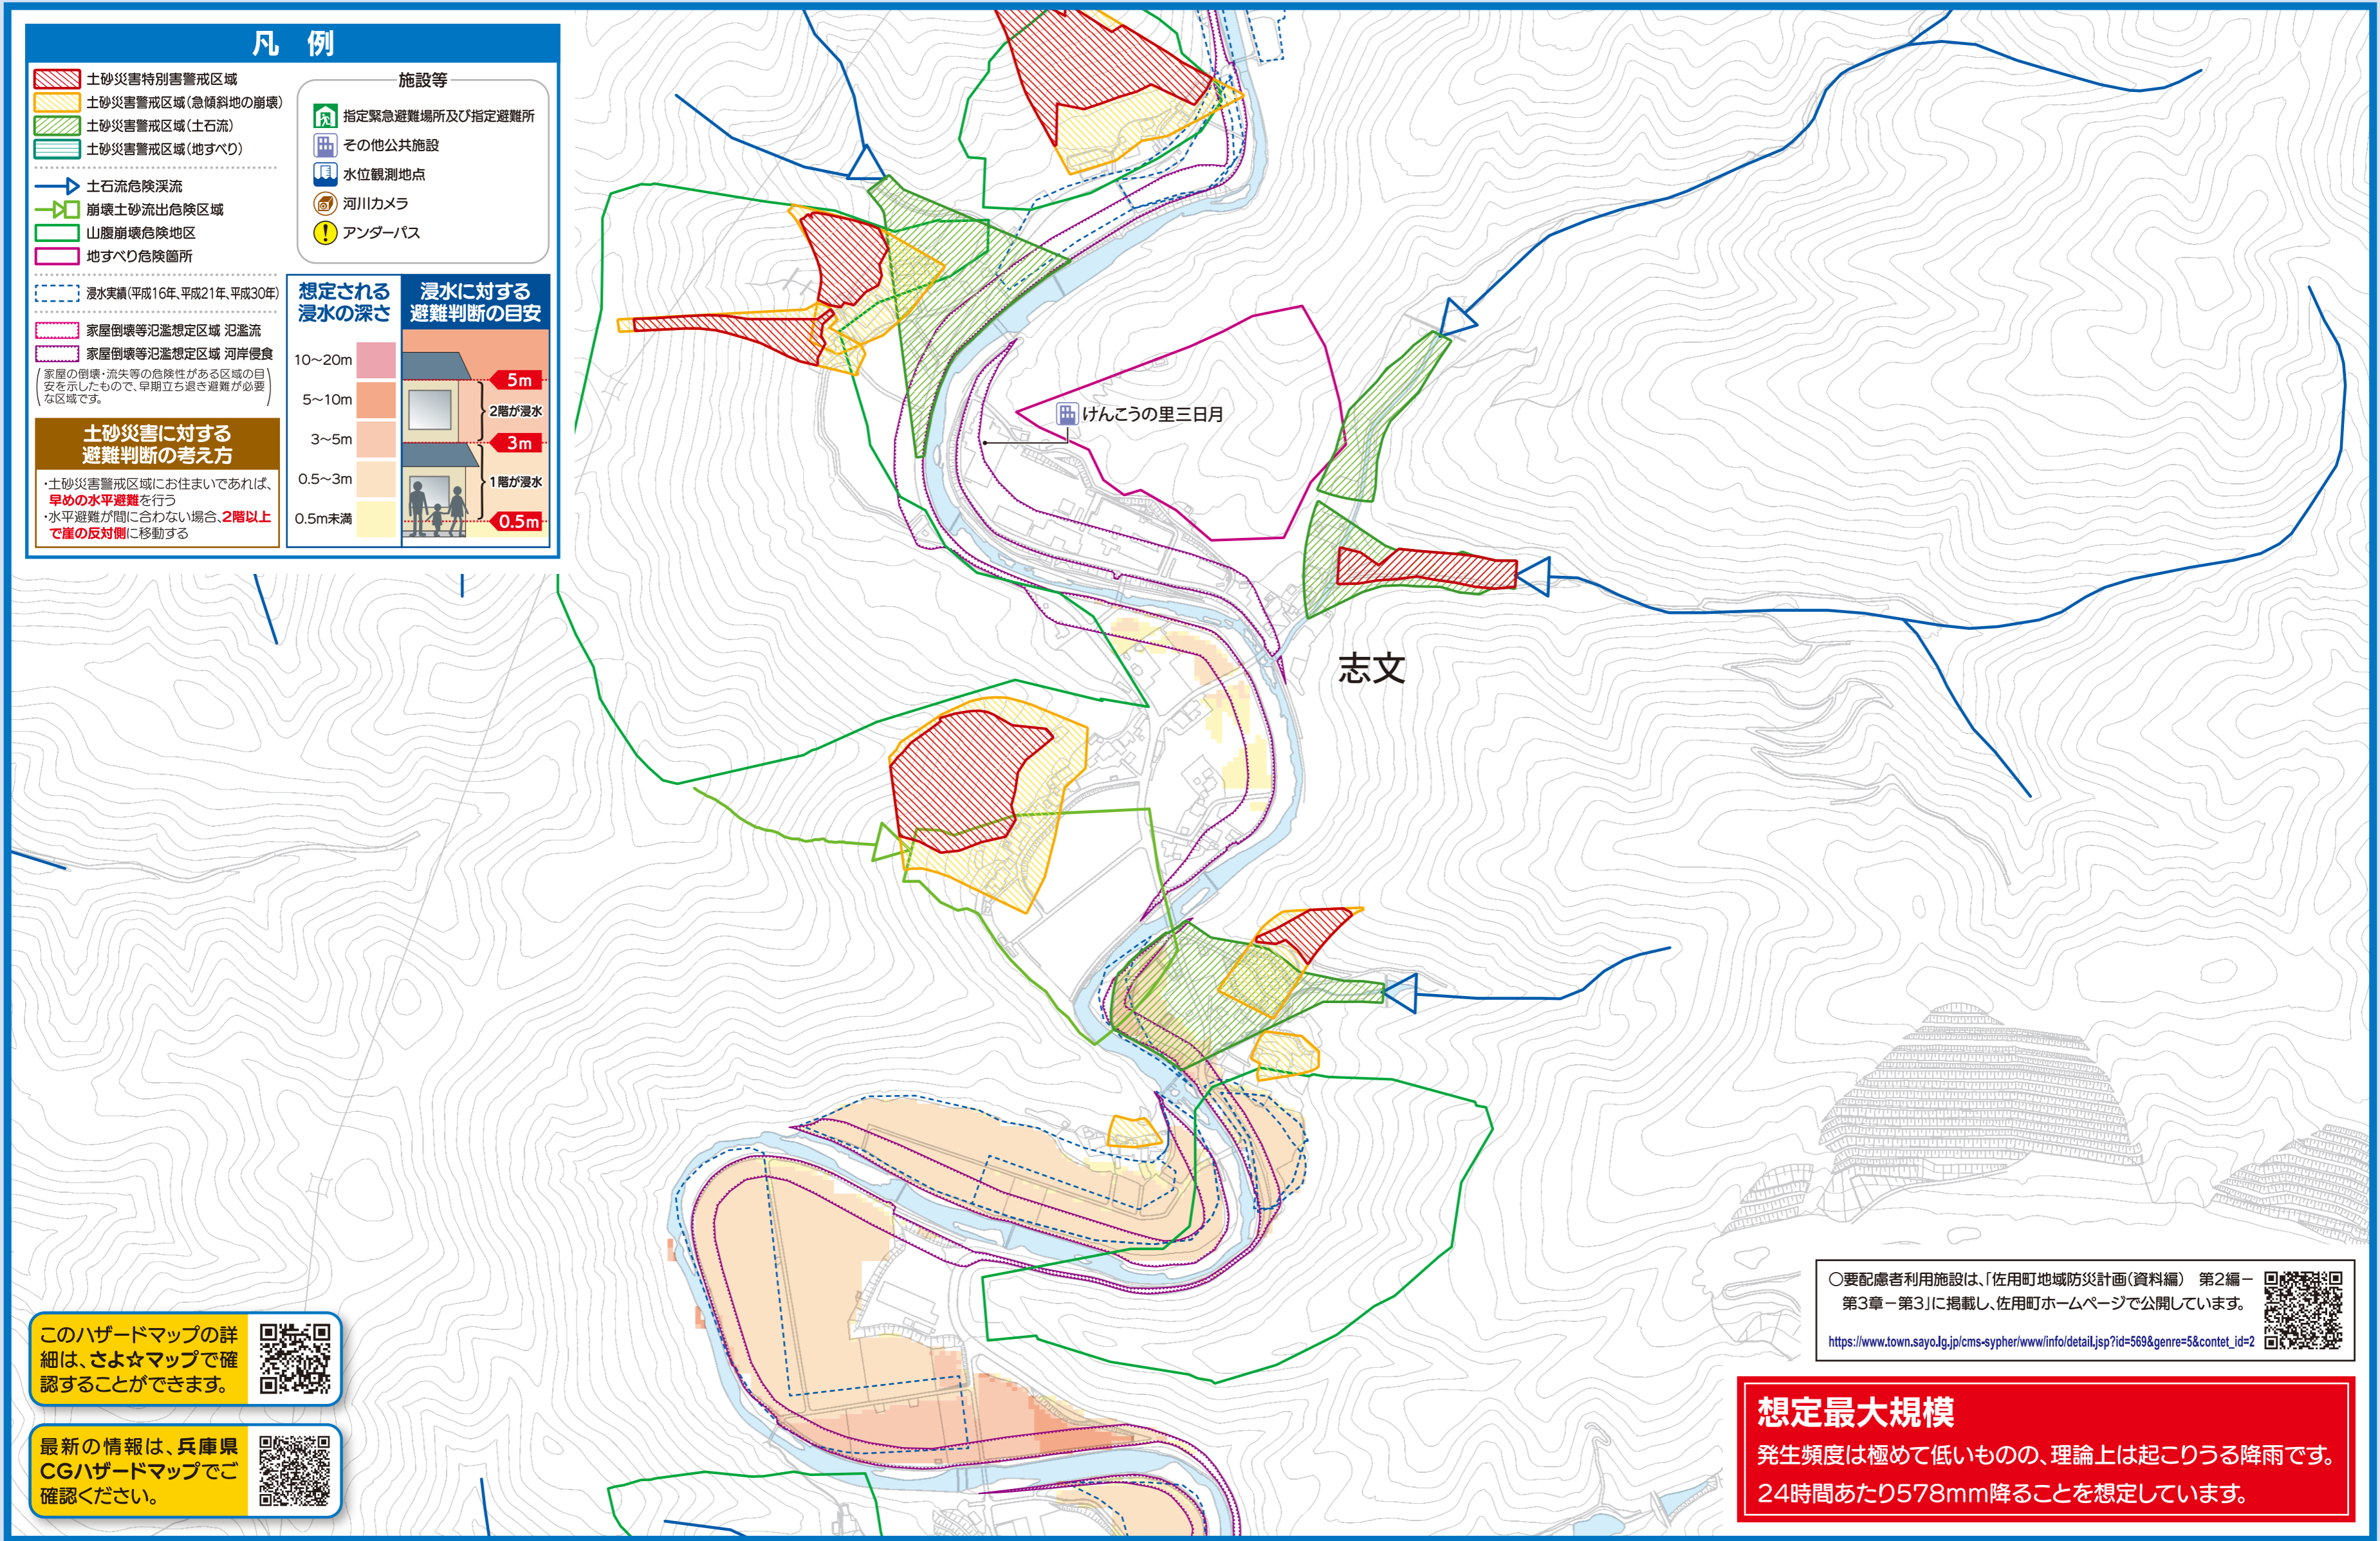 凡 例
土砂災害特別警戒区域
土砂災害警戒区域(急傾斜地の崩壊)
土砂災害警戒区域(土石流)
土砂災害警戒区域(地すべり)
土石流危険渓流
崩壊土砂流出危険区域
山腹崩壊危険地区
地すべり危険箇所
浸水実績(平成16年、平成21年、平成30年)
家屋倒壊等氾濫想定区域 氾濫流
家屋倒壊等氾濫想定区域 河岸侵食
(家屋の倒壊・流失等の危険性がある区域の目
安を示したもので、早期立ち退き避難が必要
な区域です。)
土砂災害に対する
避難判断の考え方
・土砂災害警戒区域にお住まいであれば、
早めの水平避難を行う
・水平避難が間に合わない場合、2階以上
で崖の反対側に移動する
施設等
指定緊急避難場所及び指定避難所
その他公共施設
水位観測地点
河川カメラ
アンダーパス
想定される
浸水の深さ
10〜20m
5〜10m
3〜5m
0.5〜3m
0.5m未満
浸水に対する
避難判断の目安
5m
2階が浸水
3m
1階が浸水
0.5m
けんこうの里三日月
志文
このハザードマップの詳
細は、さよ☆マップで確
認することができます。
最新の情報は、兵庫県
CGハザードマップでご
確認ください。
○要配慮者利用施設は、「佐用町地域防災計画(資料編) 第2編−
第3章−第3」に掲載し、佐用町ホームページで公開しています。
https://www.town.sayo.lg.jp/cms-sypher/www/info/detail.jsp?id=569&genre=5&contet_id=2
想定最大規模
発生頻度は極めて低いものの、理論上は起こりうる降雨です。
24時間あたり578mm降ることを想定しています。